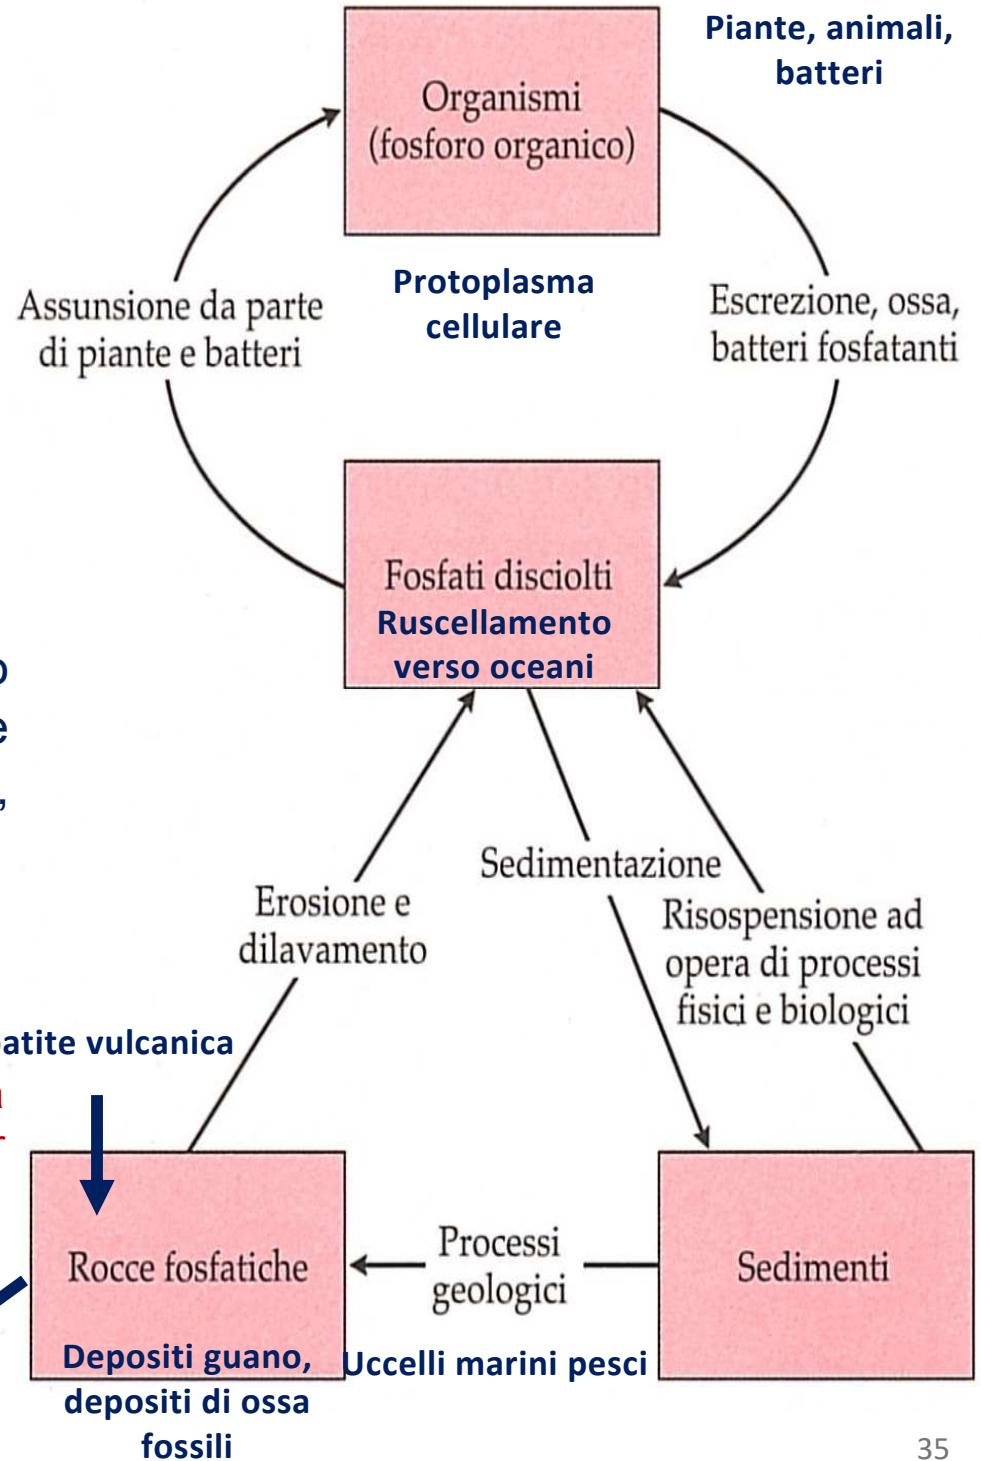 Piante, animali,
batteri
Organismi
(fosforo organico)
Protoplasma
cellulare
Assunsione da parte
di piante e batteri
Escrezione, ossa,
batteri fosfatanti
Fosfati disciolti
Ruscellamento
verso oceani
Sedimentazione
Erosione e
dilavamento
Risospensione ad
opera di processi
fisici e biologici
vulcanica
Rocce fosfatiche
Processi
geologici
Sedimenti
Depositi guano,
depositi di ossa
fossili
Uccelli marini pesci
35